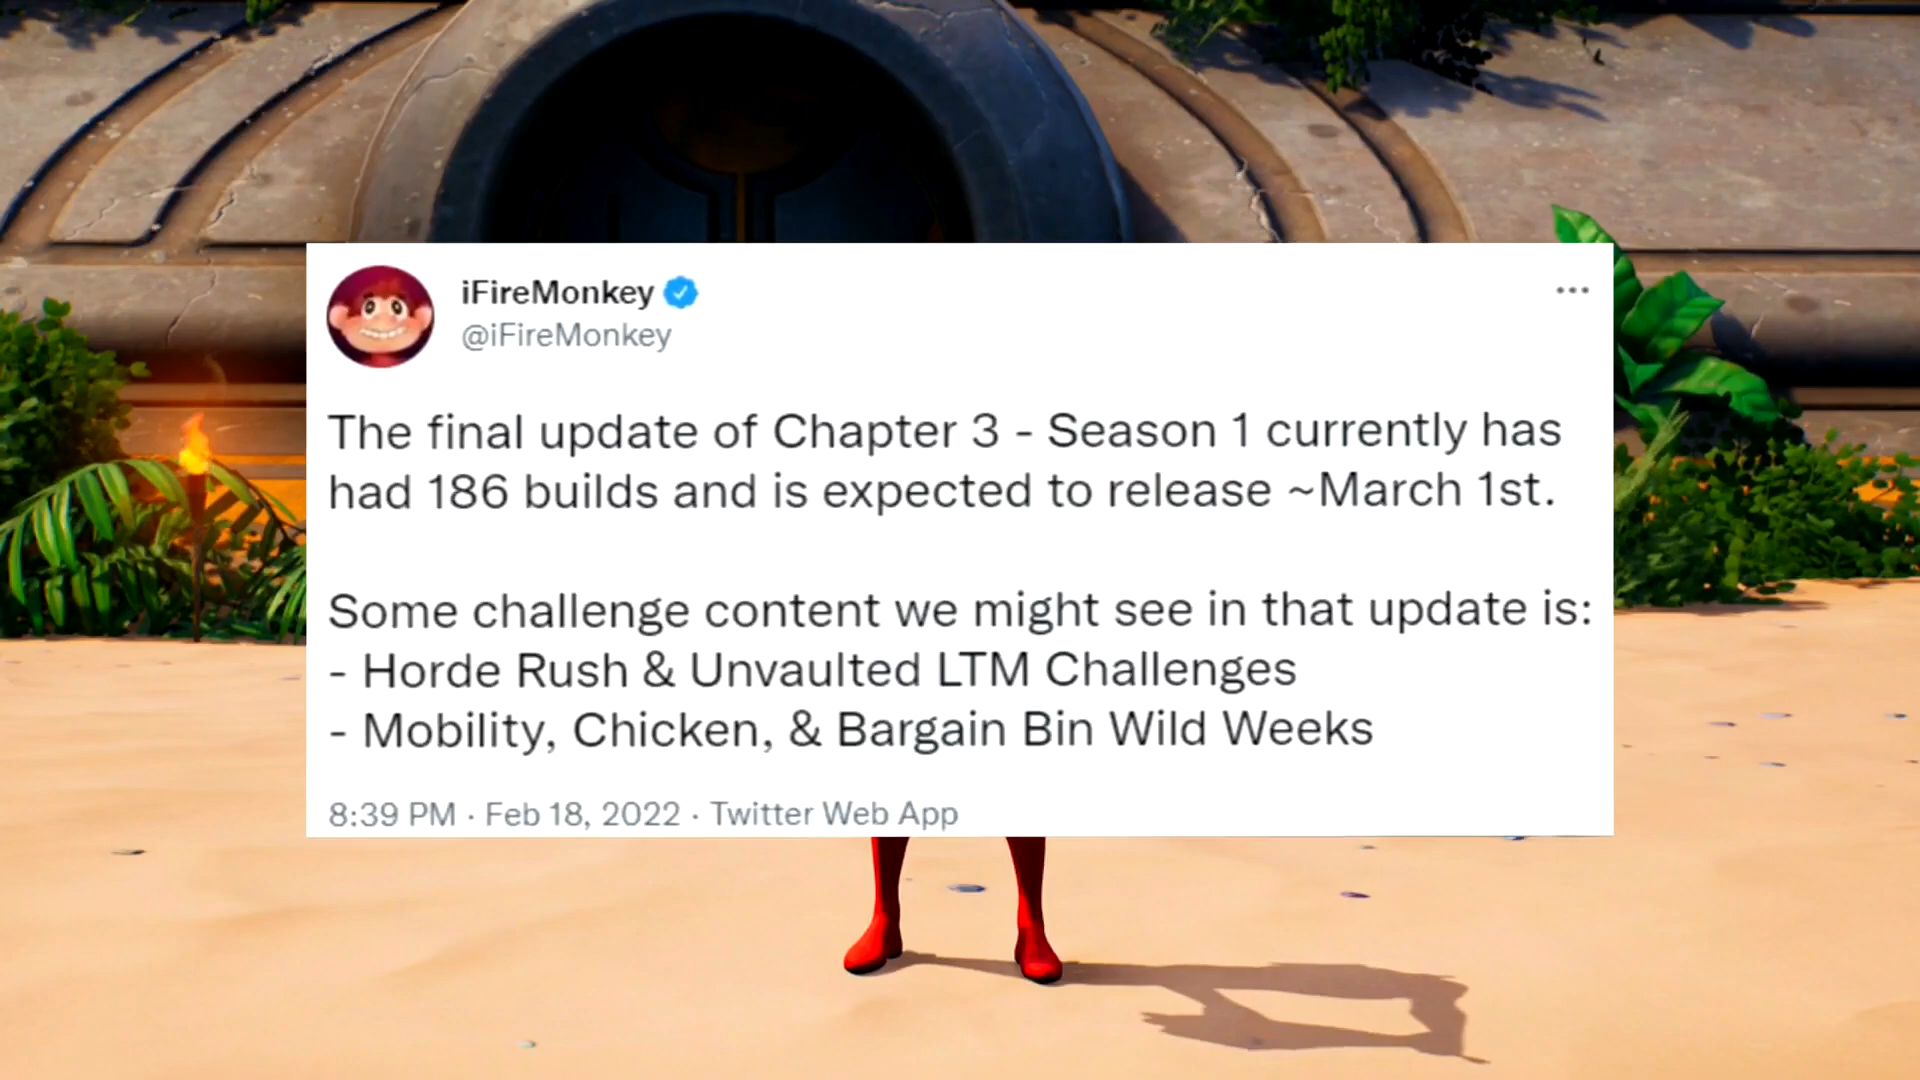 iFireMonkey
@iFireMonkey
The final update of Chapter 3 - Season 1 currently has
had 186 builds and is expected to release ~March 1st.
Some challenge content we might see in that update is:
- Horde Rush & Unvaulted LTM Challenges
- Mobility, Chicken, & Bargain Bin Wild Weeks
8:39 PM · Feb 18, 2022 · Twitter Web App